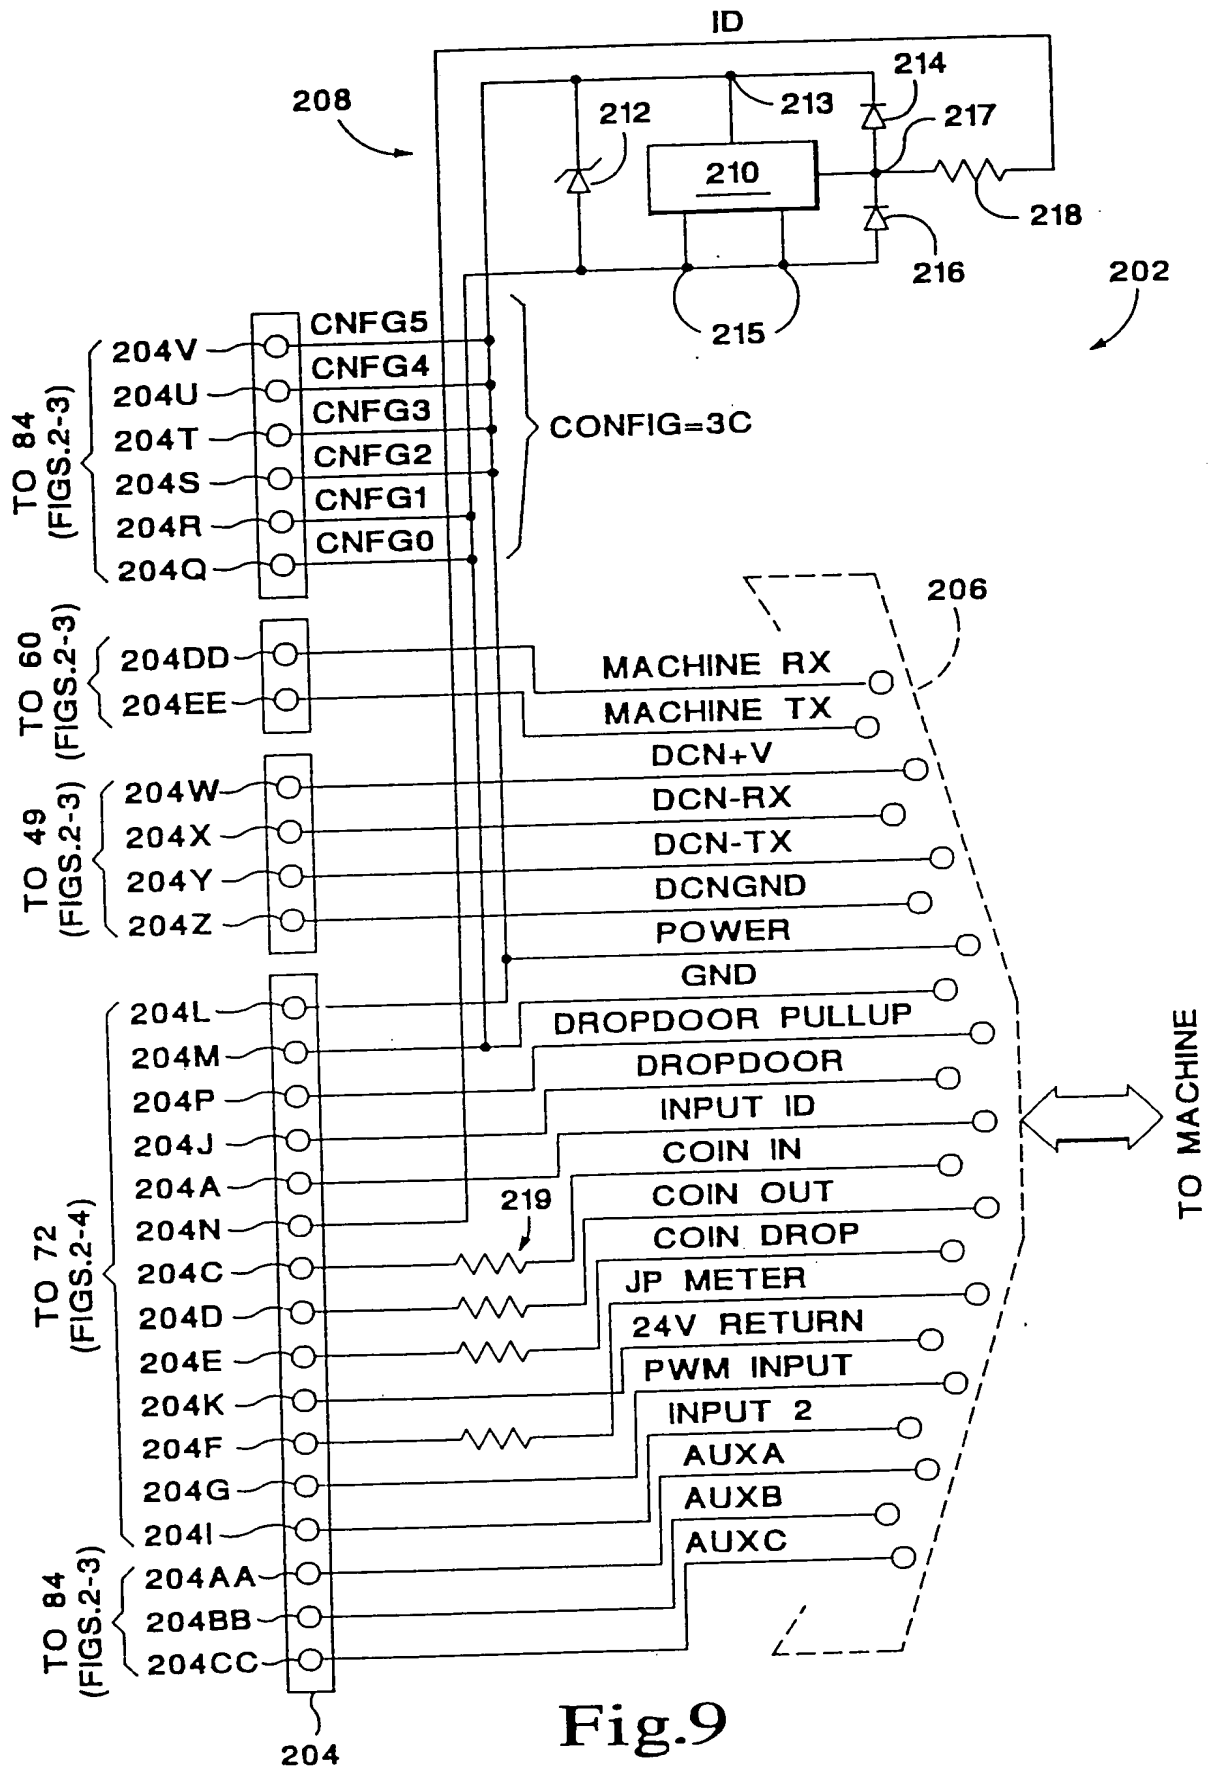 ID
208
212
213
214
217
210
218
216
215
202
TO 84
(FIGS.2-3)
204V
CNFG5
204U
CNFG4
204T
CNFG3
204S
CNFG2
204R
CNFG1
204Q
CNFG0
CONFIG=3C
206
TO 60
(FIGS.2-3)
204DD
MACHINE RX
204EE
MACHINE TX
TO 49
(FIGS.2-3)
204W
DCN+V
204X
DCN-RX
204Y
DCN-TX
204Z
DCNGND
POWER
TO 72
(FIGS.2-4)
204L
GND
204M
DROPDOOR PULLUP
204P
DROPDOOR
204J
INPUT ID
204A
COIN IN
204N
219
COIN OUT
204C
COIN DROP
204D
JP METER
204E
24V RETURN
204K
PWM INPUT
204F
INPUT 2
204G
AUXA
204I
AUXB
TO 84
(FIGS.2-3)
204AA
AUXC
204BB
204CC
TO MACHINE
204
Fig.9